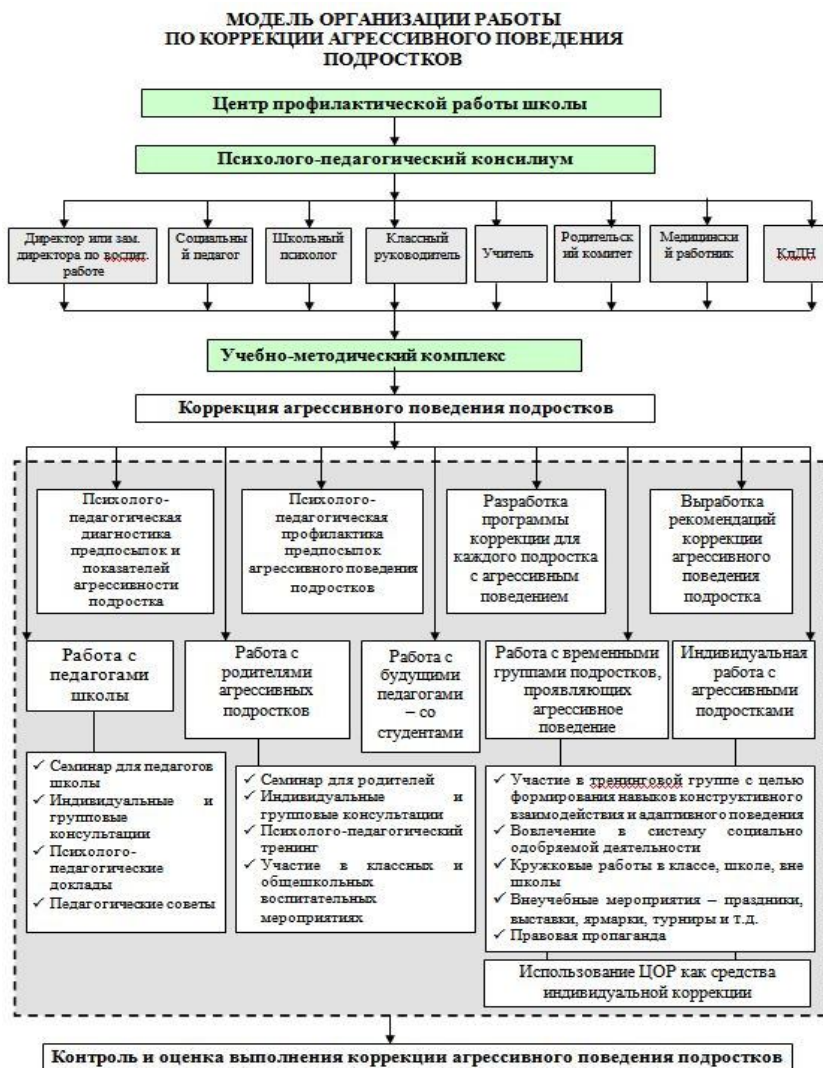 МОДЕЛЬ ОРГАНИЗАЦИИ РАБОТЫ
ПО КОРРЕКЦИИ АГРЕССИВНОГО ПОВЕДЕНИЯ
ПОДРОСТКОВ
Центр профилактической работы школы
Психолого-педагогический консилиум
Директор или зам.
директора по воспит.
работе
Социальны
й педагог
Школьный
психолог
Классный
руководитель
Учитель
Родительск
ий комитет
Медицински
й работник
КпДН
Учебно-методический комплекс
Коррекция агрессивного поведения подростков
Психолого-
педагогическая
диагностика
предпосылок и
показателей
агрессивности
подростка
Психолого-
педагогическая
профилактика
предпосылок
агрессивного поведения
подростков
Разработка
программы
коррекции для
каждого подростка
с агрессивным
поведением
Выработка
рекомендаций
коррекции
агрессивного
поведения
подростка
Работа с
педагогами
школы
Работа с
родителями
агрессивных
подростков
Работа с
будущими
педагогами
– со
студентами
Работа с временными
группами подростков,
проявляющих
агрессивное
поведение
Индивидуальная
работа с
агрессивными
подростками
✓ Семинар для педагогов
школы
✓ Индивидуальные и
групповые
консультации
✓ Психолого-
педагогические
доклады
✓ Педагогические советы
✓ Семинар для родителей
✓ Индивидуальные и
групповые консультации
✓ Психолого-педагогический
тренинг
✓ Участие в классных и
общешкольных
воспитательных
мероприятиях
✓ Участие в тренинговой группе с целью
формирования навыков конструктивного
взаимодействия и адаптивного поведения
✓ Вовлечение в систему социально
одобряемой деятельности
✓ Кружковые работы в классе, школе, вне
школы
✓ Внеучебные мероприятия – праздники,
выставки, ярмарки, турниры и т.д.
✓ Правовая пропаганда
Использование ЦОР как средства
индивидуальной коррекции
Контроль и оценка выполнения коррекции агрессивного поведения подростков